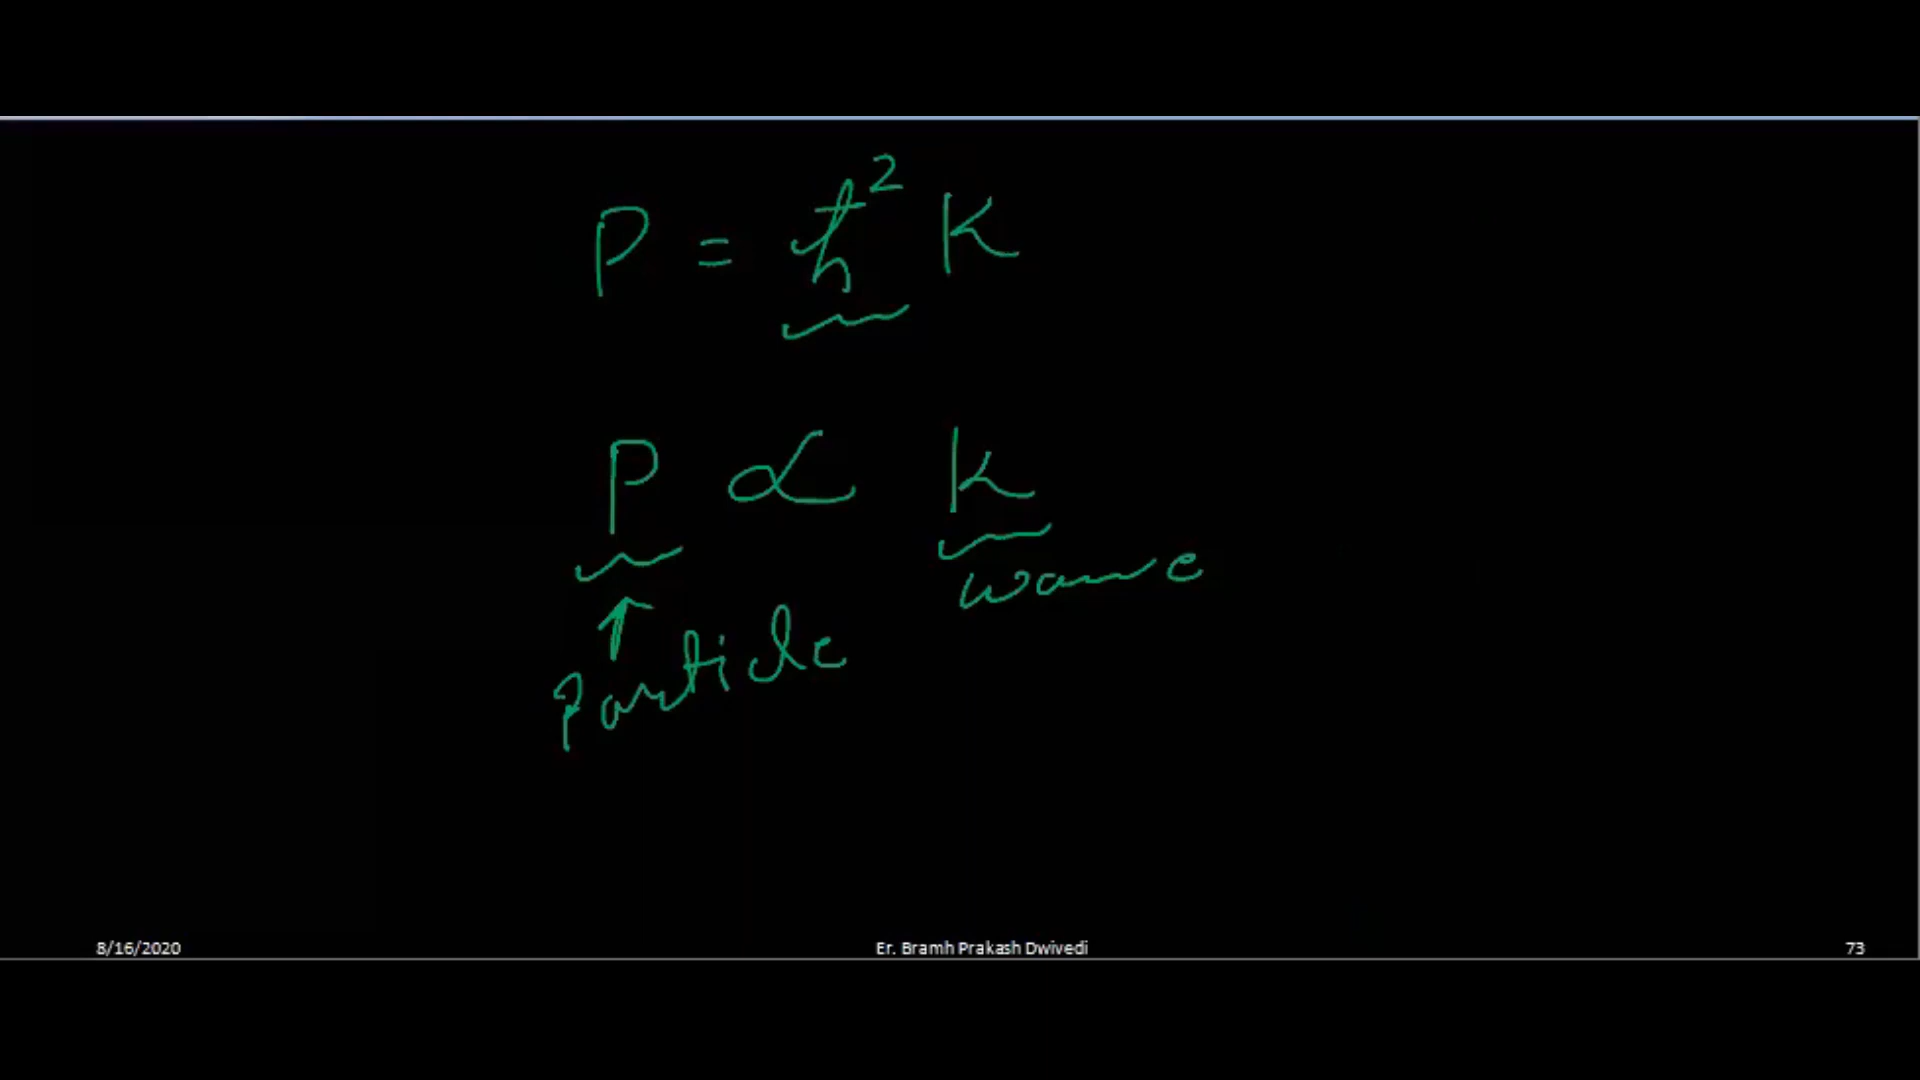 P = ħ² K
P ∝ k
wave
Particle
8/16/2020 Er. Bramh Prakash Dwivedi 73